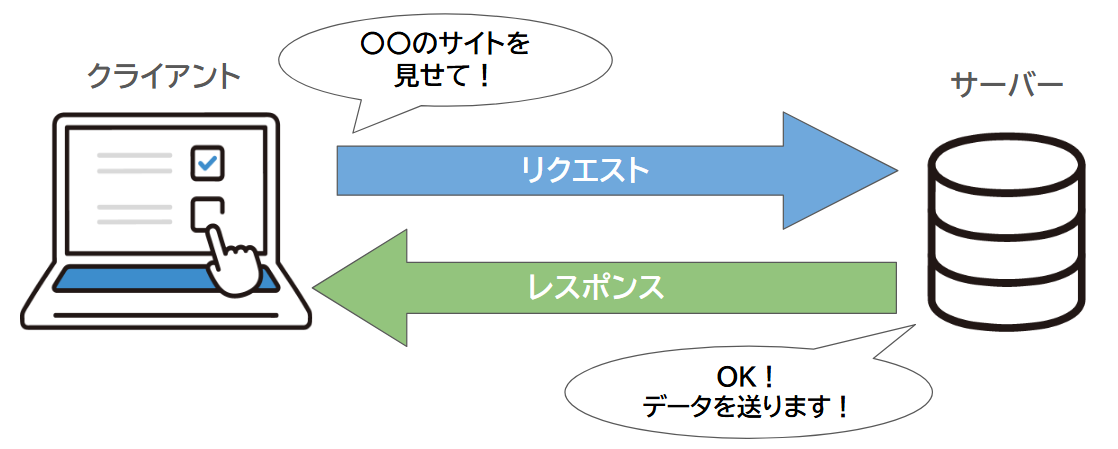 〇〇のサイトを
見せて！
クライアント
サーバー
リクエスト
レスポンス
OK！
データを送ります！